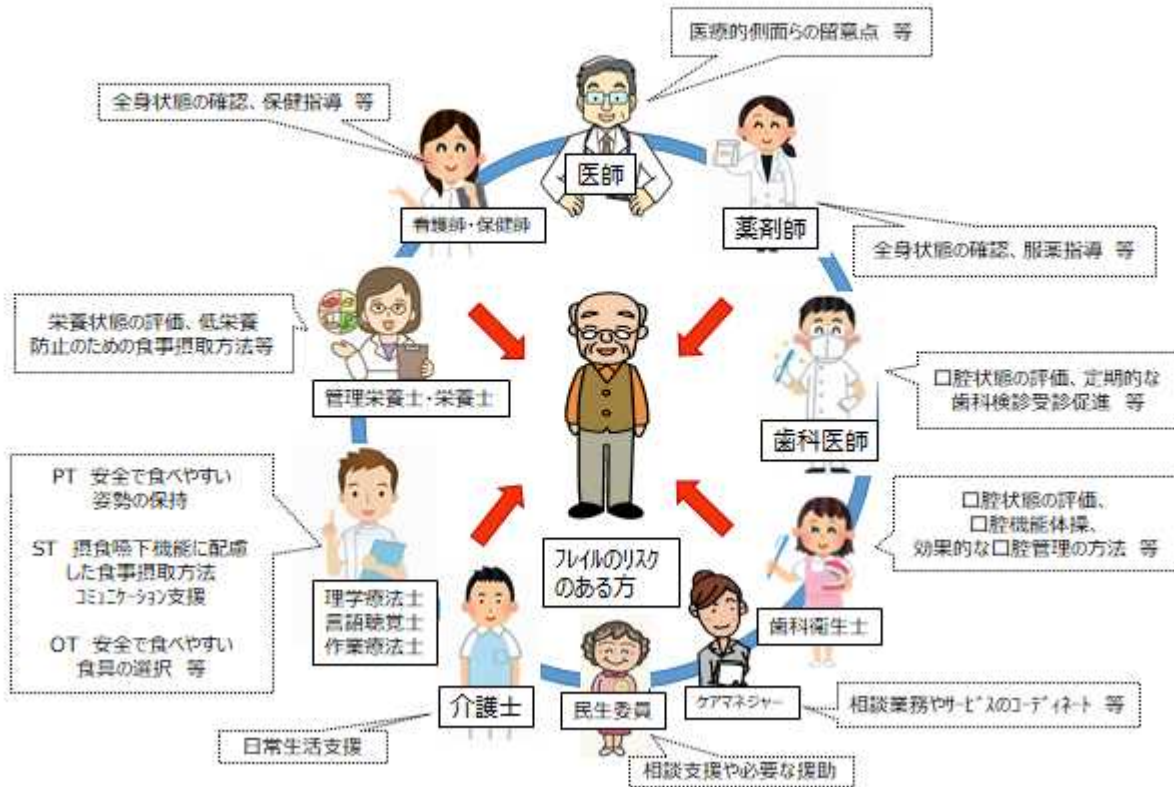 医療的側面らの留意点 等
全身状態の確認、保健指導 等
医師
看護師・保健師
薬剤師
全身状態の確認、服薬指導 等
栄養状態の評価、低栄養
防止のための食事摂取方法等
管理栄養士・栄養士
口腔状態の評価、定期的な
歯科検診受診促進 等
歯科医師
PT 安全で食べやすい
姿勢の保持
ST 摂食嚥下機能に配慮
した食事摂取方法
コミュニケーション支援
OT 安全で食べやすい
食具の選択 等
理学療法士
言語聴覚士
作業療法士
フレイルのリスク
のある方
口腔状態の評価、
口腔機能体操、
効果的な口腔管理の方法 等
歯科衛生士
介護士
民生委員
ケアマネジャー
相談業務やサービスのコーディネート 等
日常生活支援
相談支援や必要な援助